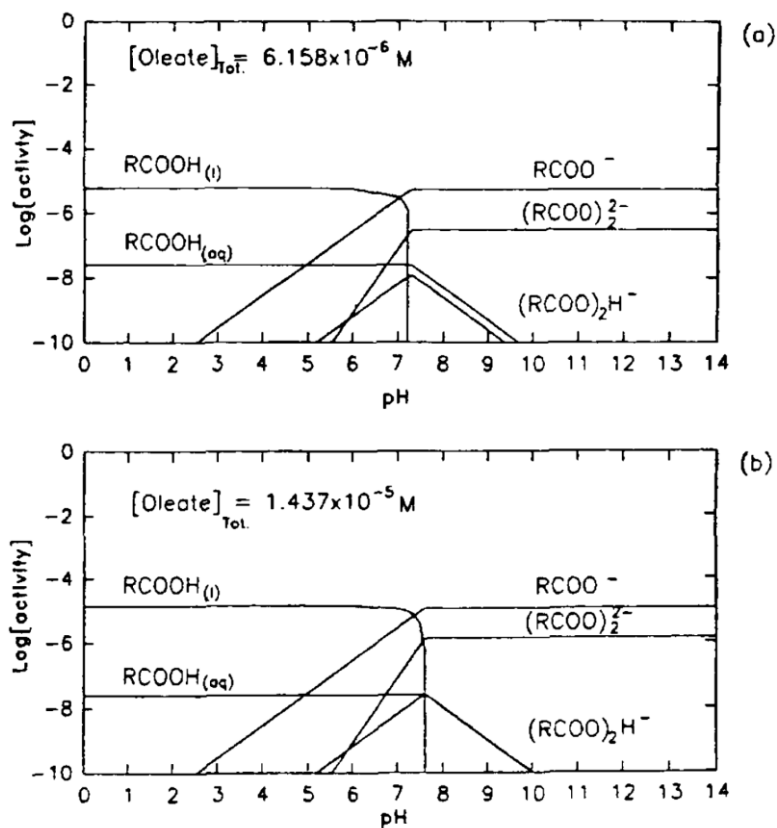 (a)
[Oleate]Tot. = 6.158x10⁻⁶ M
RCOOH(l)
RCOO⁻
(RCOO)₂²⁻
RCOOH(aq)
(RCOO)₂H⁻
Log[activty]
0
-2
-4
-6
-8
-10
0 1 2 3 4 5 6 7 8 9 10 11 12 13 14
pH
(b)
[Oleate]Tot. = 1.437x10⁻⁵ M
RCOOH(l)
RCOO⁻
(RCOO)₂²⁻
RCOOH(aq)
(RCOO)₂H⁻
Log[activity]
0
-2
-4
-6
-8
-10
0 1 2 3 4 5 6 7 8 9 10 11 12 13 14
pH